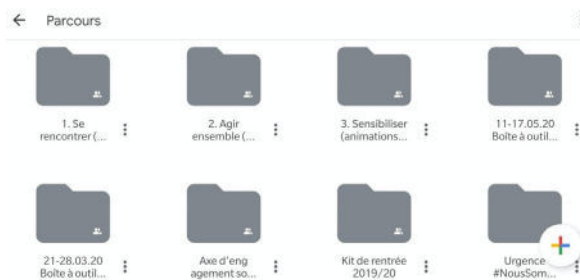 Parcours
1. Se
rencontrer (...
2. Agir
ensemble (...
3. Sensibiliser
(animations...
11-17.05.20
Boîte à outil...
21-28.03.20
Boîte à outil...
Axe d'eng
agement so...
Kit de rentrée
2019/20
Urgence
#NousSom...